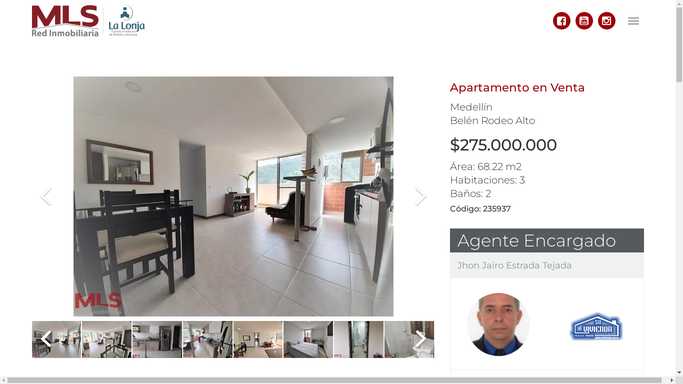 MLS
Red Inmobiliaria
La Lonja
Apartamento en Venta
Medellín
Belén Rodeo Alto
$275.000.000
Área: 68.22 m2
Habitaciones: 3
Baños: 2
Código: 235937
Agente Encargado
Jhon Jairo Estrada Tejada
MLS
VIVIENDA